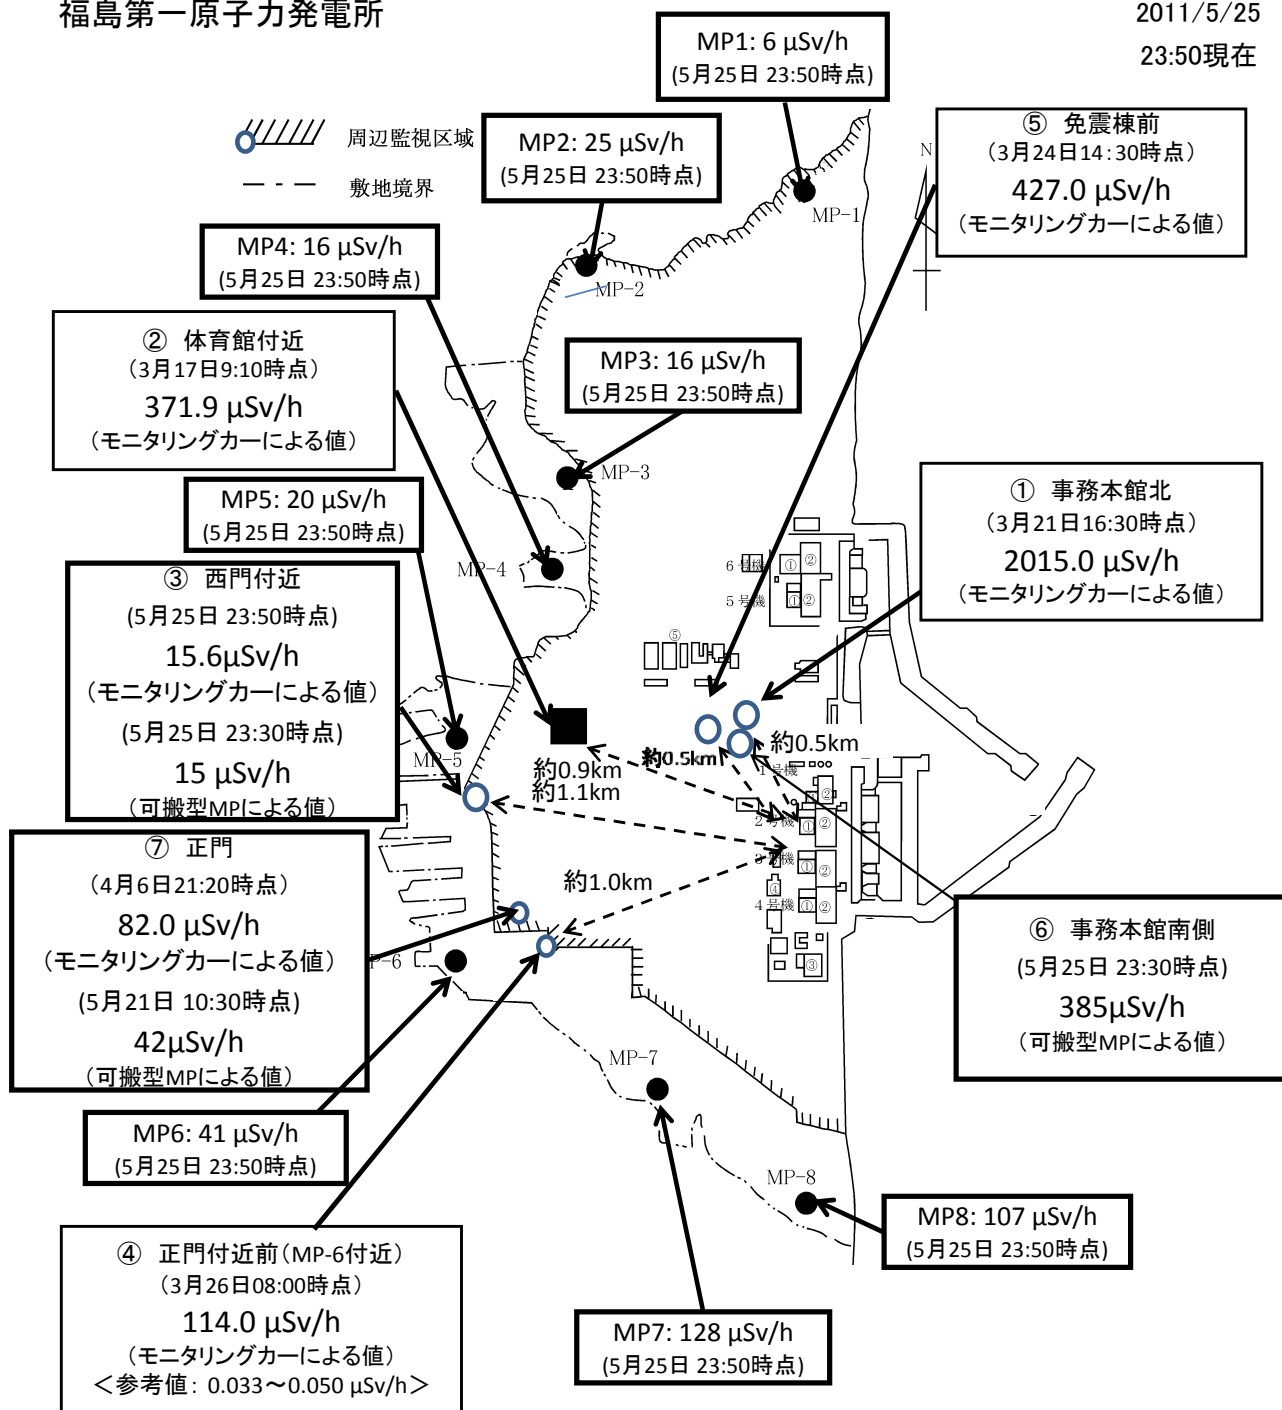 福島第一原子力発電所
2011/5/25
23:50現在
周辺監視区域
敷地境界
MP1: 6 μSv/h
(5月25日 23:50時点)
MP2: 25 μSv/h
(5月25日 23:50時点)
⑤ 免震棟前
(3月24日14:30時点)
427.0 μSv/h
(モニタリングカーによる値)
N
MP-1
MP4: 16 μSv/h
(5月25日 23:50時点)
MP-2
② 体育館付近
(3月17日9:10時点)
371.9 μSv/h
(モニタリングカーによる値)
MP3: 16 μSv/h
(5月25日 23:50時点)
MP-3
MP5: 20 μSv/h
(5月25日 23:50時点)
① 事務本館北
(3月21日16:30時点)
2015.0 μSv/h
(モニタリングカーによる値)
MP-4
6号機
① ②
5号機
① ②
③ 西門付近
(5月25日 23:50時点)
15.6μSv/h
(モニタリングカーによる値)
(5月25日 23:30時点)
15 μSv/h
(可搬型MPによる値)
⑤
MP-5
約0.9km
約1.1km
約0.5km
約0.5km
1号機
②
2号機
① ②
3号機
① ②
④
4号機
① ②
③
約1.0km
⑦ 正門
(4月6日21:20時点)
82.0 μSv/h
(モニタリングカーによる値)
(5月21日 10:30時点)
42μSv/h
(可搬型MPによる値)
P-6
⑥ 事務本館南側
(5月25日 23:30時点)
385μSv/h
(可搬型MPによる値)
MP-7
MP6: 41 μSv/h
(5月25日 23:50時点)
MP-8
MP8: 107 μSv/h
(5月25日 23:50時点)
④ 正門付近前(MP-6付近)
(3月26日08:00時点)
114.0 μSv/h
(モニタリングカーによる値)
<参考値: 0.033～0.050 μSv/h>
MP7: 128 μSv/h
(5月25日 23:50時点)